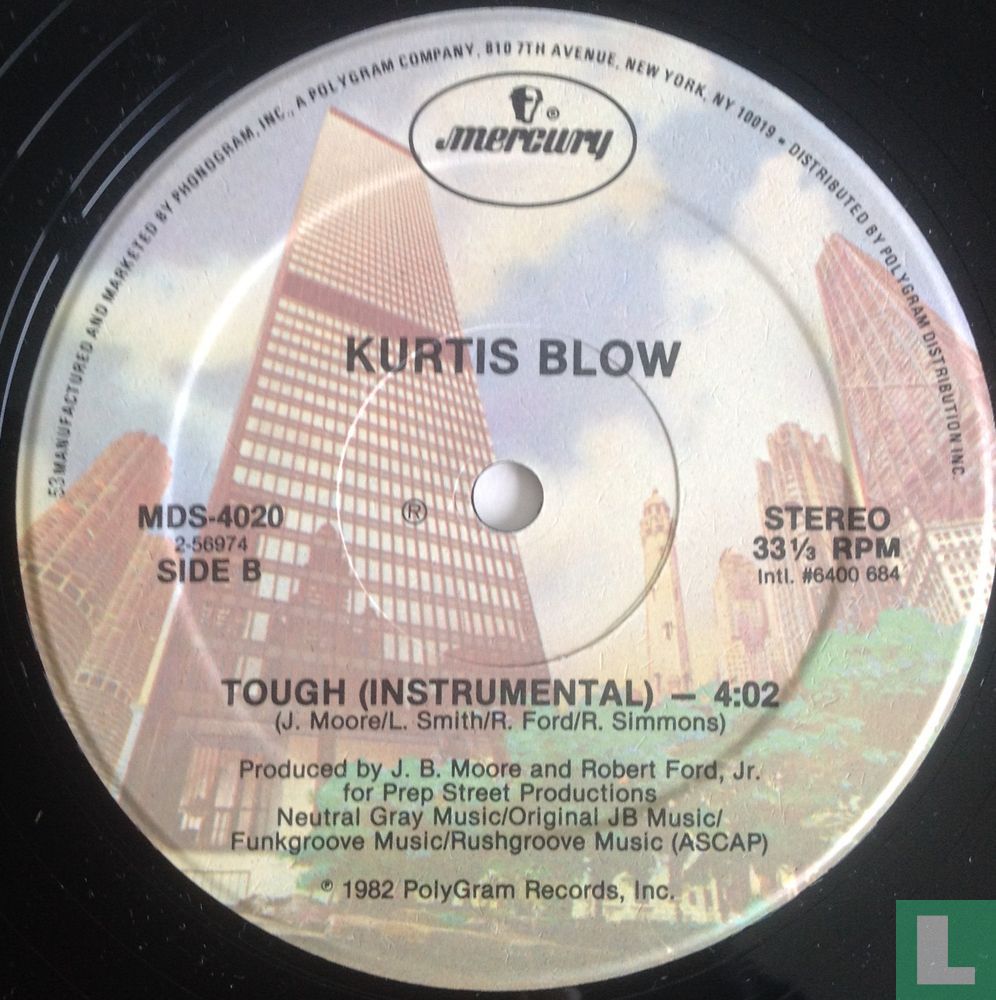 53 MANUFACTURED AND MARKETED BY PHONOGRAM, INC., A POLYGRAM COMPANY, 810 7TH AVENUE, NEW YORK, NY 10019 • DISTRIBUTED BY POLYGRAM DISTRIBUTION INC.
®
mercury
KURTIS BLOW
MDS-4020
2-56974
SIDE B
®
STEREO
33 1/3 RPM
Intl. #6400 684
TOUGH (INSTRUMENTAL) — 4:02
(J. Moore/L. Smith/R. Ford/R. Simmons)
Produced by J. B. Moore and Robert Ford, Jr.
for Prep Street Productions
Neutral Gray Music/Original JB Music/
Funkgroove Music/Rushgroove Music (ASCAP)
℗ 1982 PolyGram Records, Inc.
L